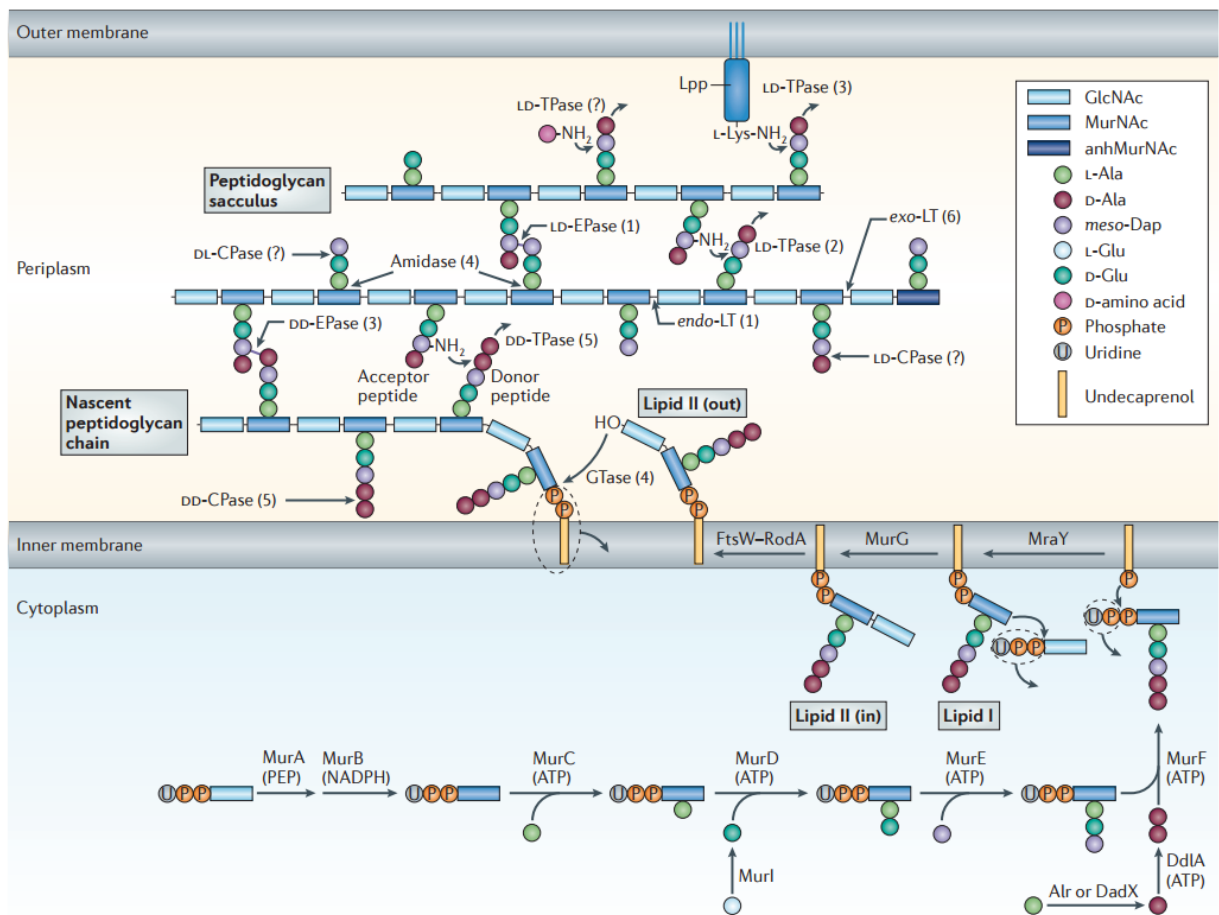 Outer membrane
Lpp
LD-TPase (?)
LD-TPase (3)
NH2
L-Lys-NH2
Peptidoglycan
sacculus
LD-EPase (1)
NH2
LD-TPase (2)
exo-LT (6)
DL-CPase (?)
Amidase (4)
Periplasm
endo-LT (1)
DD-EPase (3)
NH2
DD-TPase (5)
LD-CPase (?)
Acceptor
peptide
Donor
peptide
Nascent
peptidoglycan
chain
Lipid II (out)
HO
GTase (4)
P
P
P
P
DD-CPase (5)
GlcNAc
MurNAc
anhMurNAc
L-Ala
D-Ala
meso-Dap
L-Glu
D-Glu
D-amino acid
P Phosphate
U Uridine
Undecaprenol
Inner membrane
FtsW–RodA
MurG
MraY
Cytoplasm
P
P
P
P
P
U P P
U P P
Lipid II (in)
Lipid I
MurA
(PEP)
MurB
(NADPH)
MurC
(ATP)
MurD
(ATP)
MurE
(ATP)
MurF
(ATP)
U P P
U P P
U P P
U P P
U P P
MurI
DdlA
(ATP)
Alr or DadX